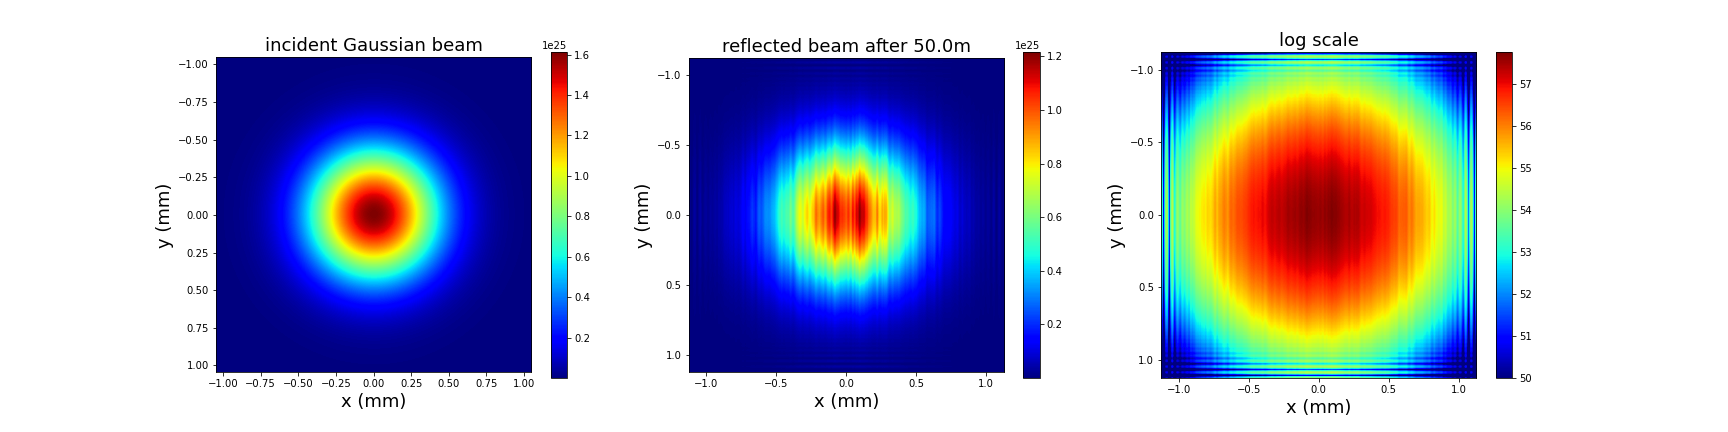 incident Gaussian beam
1e25
−1.00
−0.75
−0.50
−0.25
0.00
0.25
0.50
0.75
1.00
y (mm)
−1.00 −0.75 −0.50 −0.25 0.00 0.25 0.50 0.75 1.00
x (mm)
1.6
1.4
1.2
1.0
0.8
0.6
0.4
0.2
reflected beam after 50.0m
1e25
−1.0
−0.5
0.0
0.5
1.0
y (mm)
−1.0 −0.5 0.0 0.5 1.0
x (mm)
1.2
1.0
0.8
0.6
0.4
0.2
log scale
−1.0
−0.5
0.0
0.5
1.0
y (mm)
−1.0 −0.5 0.0 0.5 1.0
x (mm)
57
56
55
54
53
52
51
50